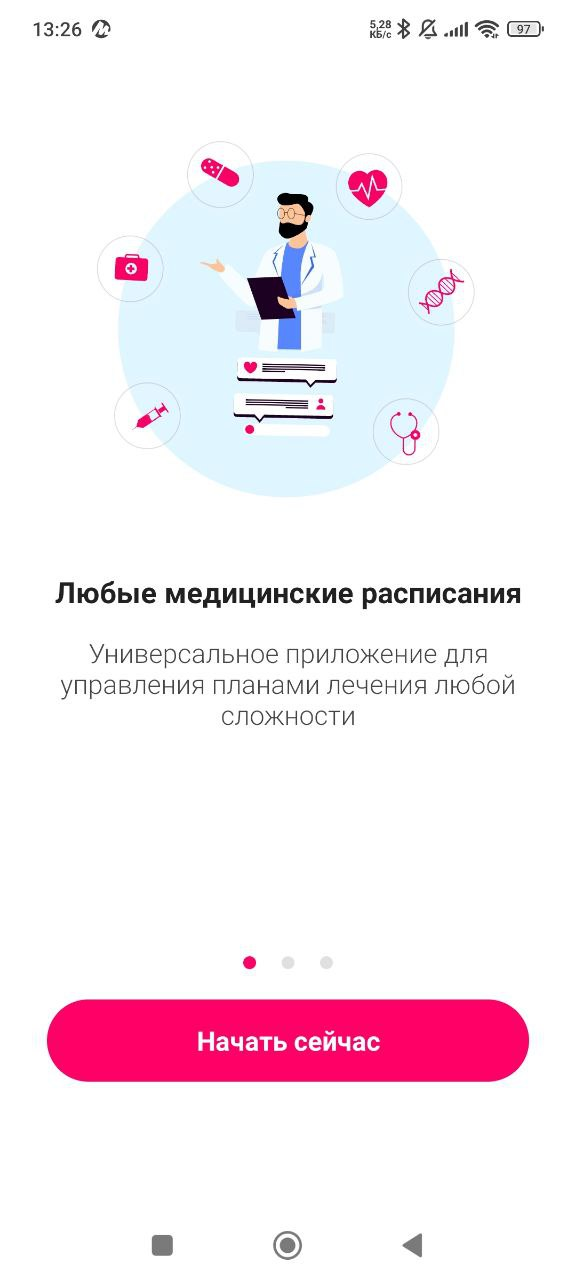 13:26
5,28
КБ/с
97
Любые медицинские расписания
Универсальное приложение для
управления планами лечения любой
сложности
Начать сейчас